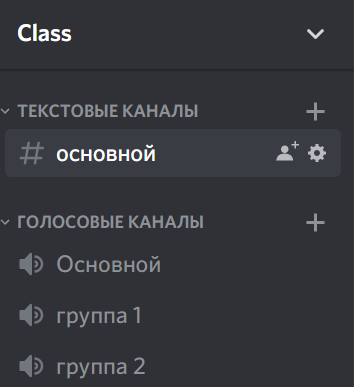 Class
ТЕКСТОВЫЕ КАНАЛЫ
основной
ГОЛОСОВЫЕ КАНАЛЫ
Основной
группа 1
группа 2